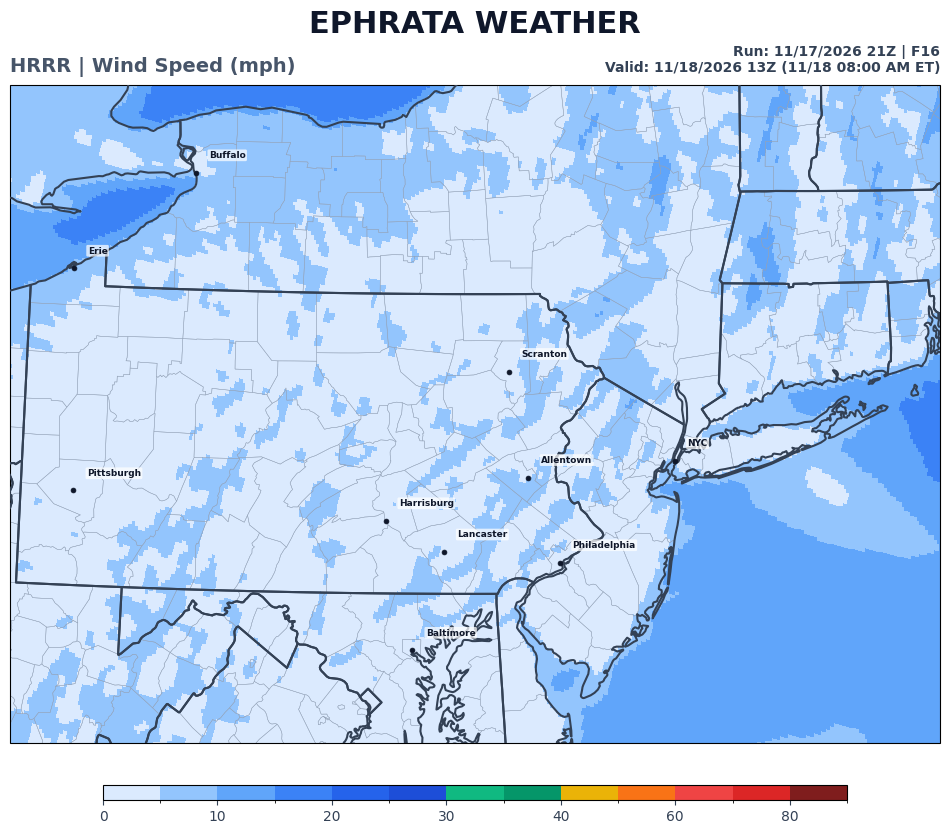 EPHRATA WEATHER
HRRR | Wind Speed (mph)
Run: 11/17/2026 21Z | F16
Valid: 11/18/2026 13Z (11/18 08:00 AM ET)
Buffalo
Erie
Scranton
NYC
Allentown
Pittsburgh
Harrisburg
Lancaster
Philadelphia
Baltimore
0 10 20 30 40 50 60 70 80